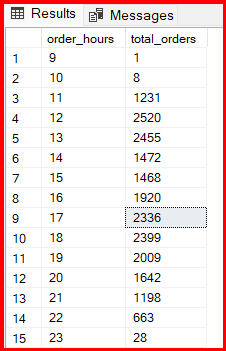 Results Messages
order_hours total_orders
1 9 1
2 10 8
3 11 1231
4 12 2520
5 13 2455
6 14 1472
7 15 1468
8 16 1920
9 17 2336
10 18 2399
11 19 2009
12 20 1642
13 21 1198
14 22 663
15 23 28